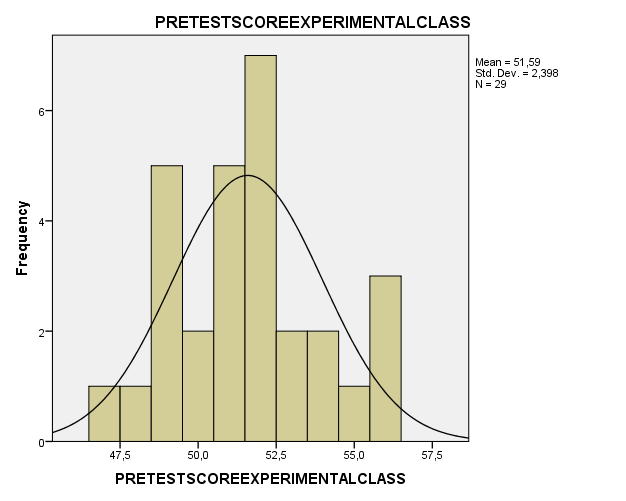 PRETESTSCOREEXPERIMENTALCLASS
Mean = 51,59
Std. Dev. = 2,398
N = 29
Frequency
6
4
2
0
47,5 50,0 52,5 55,0 57,5
PRETESTSCOREEXPERIMENTALCLASS